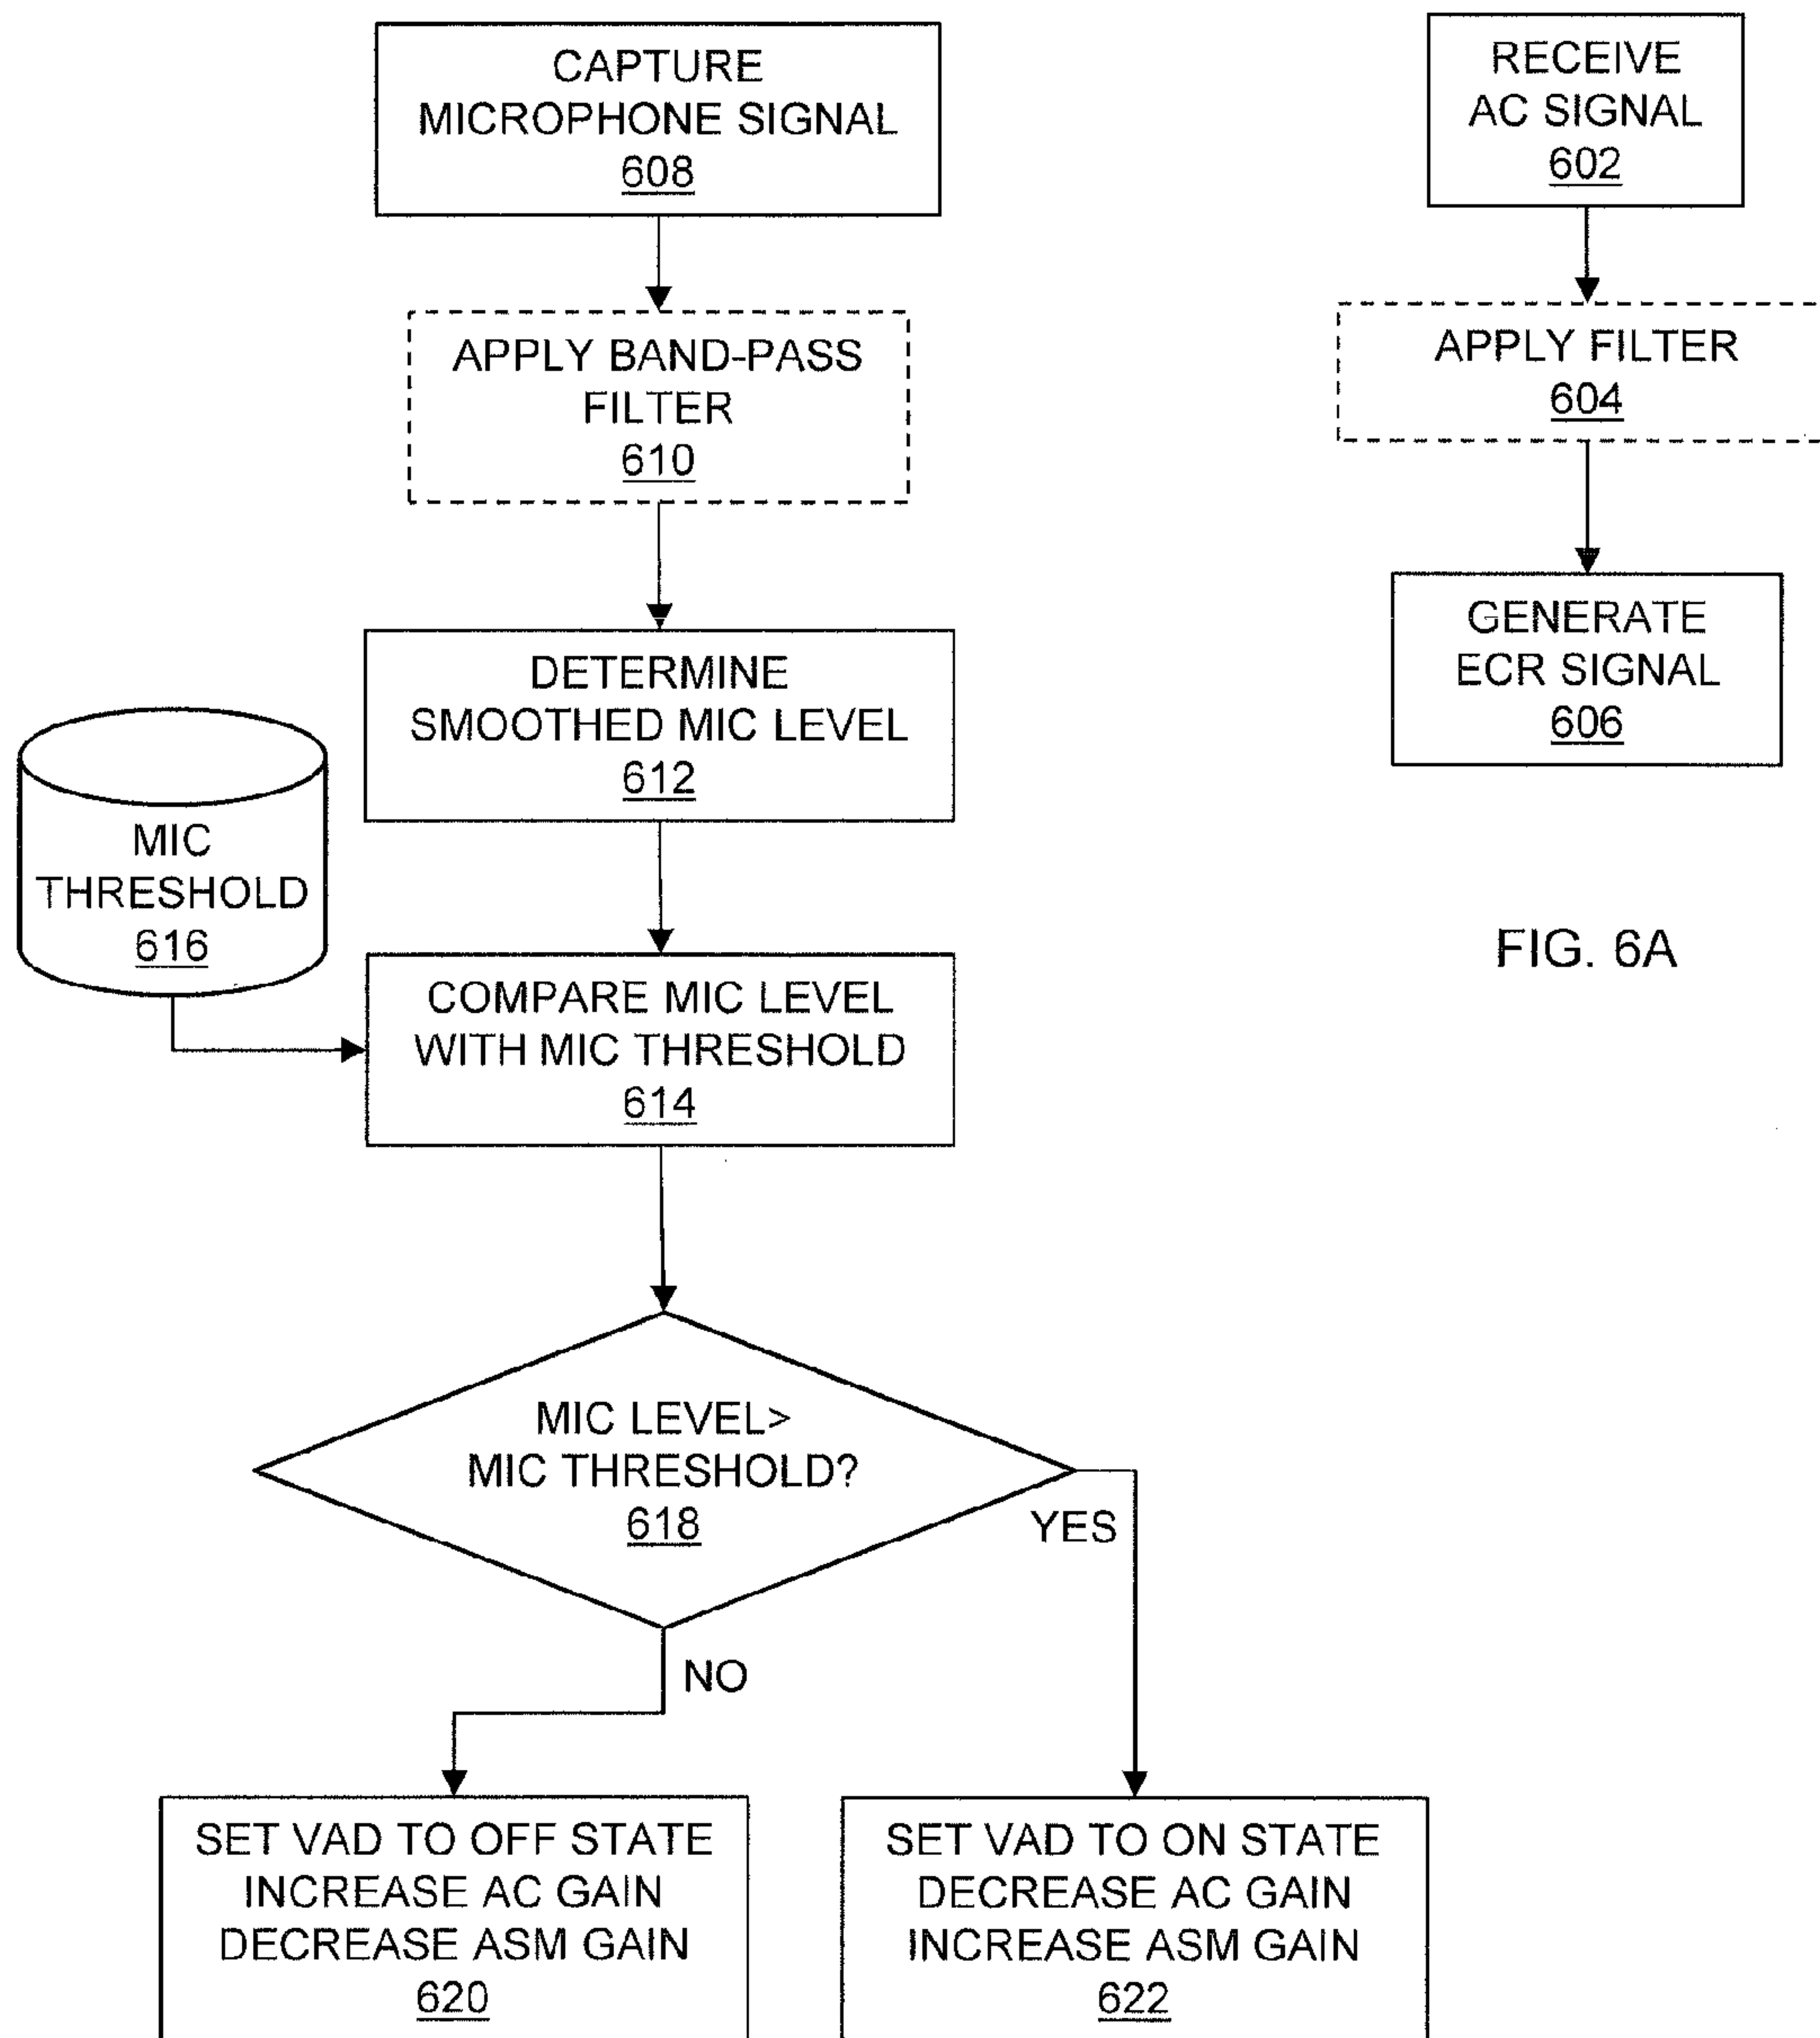 CAPTURE
MICROPHONE SIGNAL
608
APPLY BAND-PASS
FILTER
610
DETERMINE
SMOOTHED MIC LEVEL
612
MIC
THRESHOLD
616
COMPARE MIC LEVEL
WITH MIC THRESHOLD
614
MIC LEVEL>
MIC THRESHOLD?
618
YES
NO
SET VAD TO OFF STATE
INCREASE AC GAIN
DECREASE ASM GAIN
620
SET VAD TO ON STATE
DECREASE AC GAIN
INCREASE ASM GAIN
622
RECEIVE
AC SIGNAL
602
APPLY FILTER
604
GENERATE
ECR SIGNAL
606
FIG. 6A